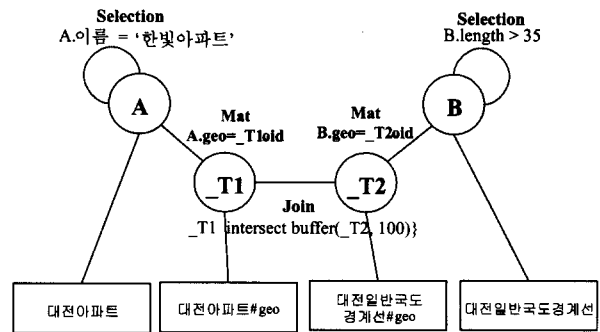 Selection
A.이름 = '한빛아파트'
Selection
B.length > 35
A
B
Mat
A.geo=_T1oid
Mat
B.geo=_T2oid
_T1
_T2
Join
_T1 intersect buffer(_T2, 100)}
대전아파트
대전아파트#geo
대전일반국도
경계선#geo
대전일반국도경계선